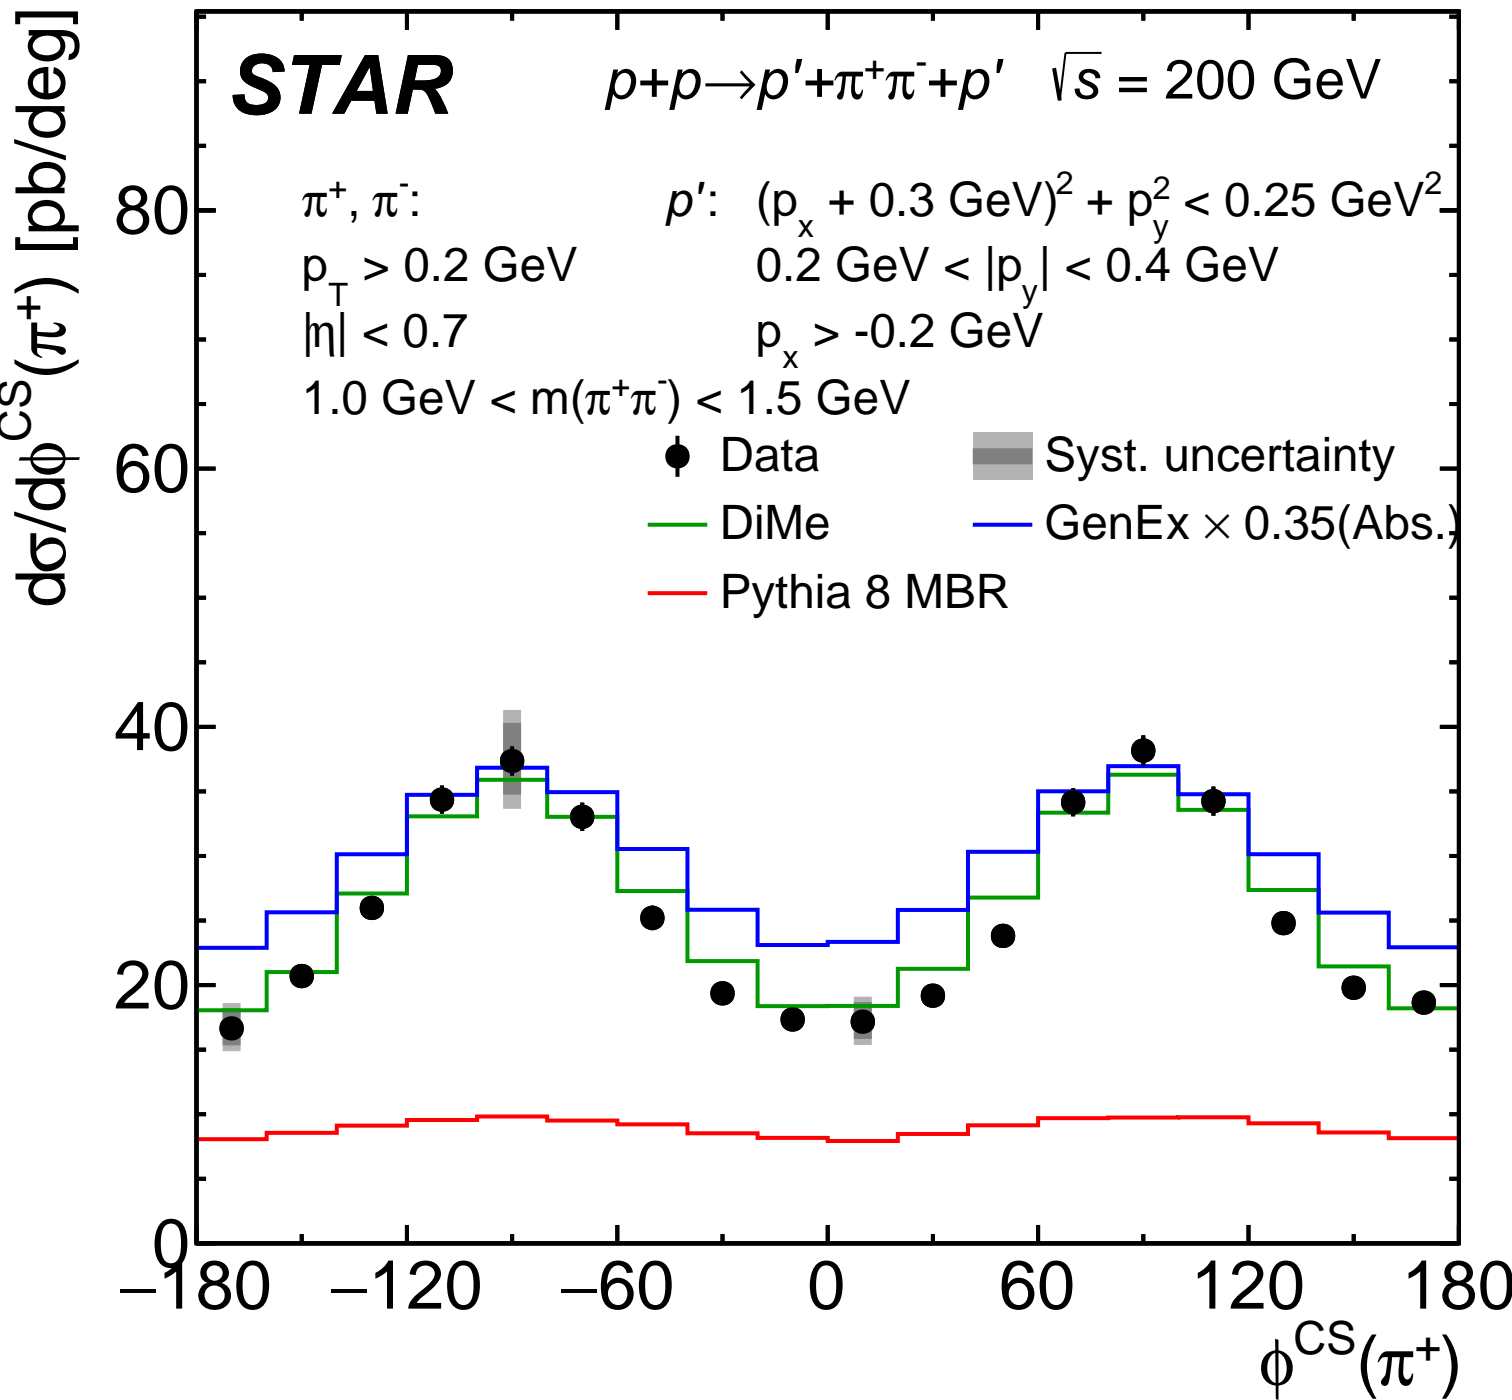 STAR p+p→p′+π⁺π⁻+p′ √s = 200 GeV
π⁺, π⁻: p′: (pₓ + 0.3 GeV)² + p_y² < 0.25 GeV²
p_T > 0.2 GeV 0.2 GeV < |p_y| < 0.4 GeV
|η| < 0.7 pₓ > -0.2 GeV
1.0 GeV < m(π⁺π⁻) < 1.5 GeV
Data Syst. uncertainty
DiMe GenEx × 0.35(Abs.)
Pythia 8 MBR
dσ/dϕ^CS(π⁺) [pb/deg]
80
60
40
20
0
−180 −120 −60 0 60 120 180
ϕ^CS(π⁺)